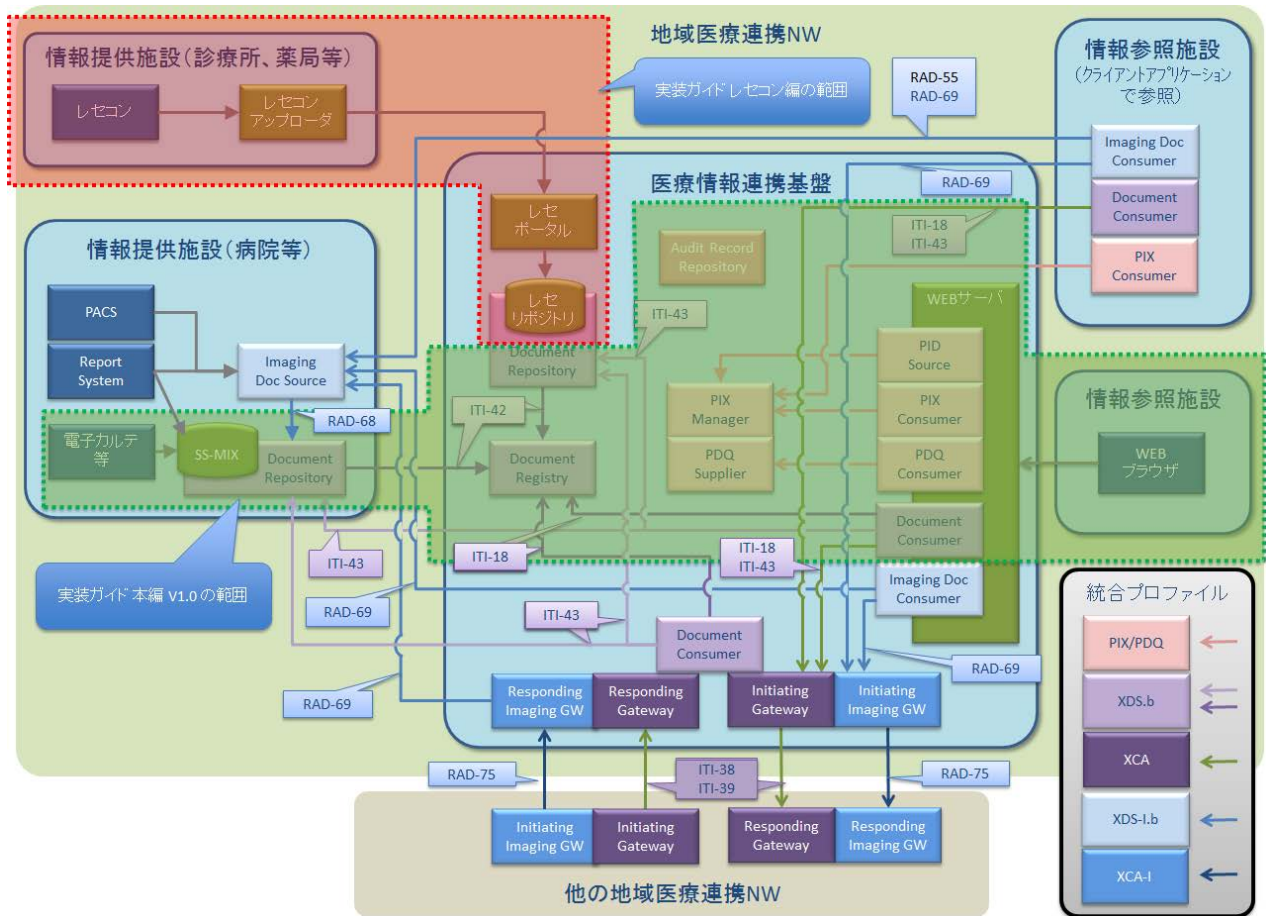 地域医療連携NW
情報提供施設(診療所、薬局等)
レセコン
レセコン
アップローダ
実装ガイド レセコン編の範囲
RAD-55
RAD-69
情報参照施設
(クライアントアプリケーション
で参照)
Imaging Doc
Consumer
Document
Consumer
PIX
Consumer
RAD-69
医療情報連携基盤
レセ
ポータル
レセ
リポジトリ
Audit Record
Repository
ITI-18
ITI-43
ITI-43
WEBサーバ
情報提供施設(病院等)
PACS
Report
System
Imaging
Doc Source
RAD-68
電子カルテ
等
SS-MIX
Document
Repository
Document
Repository
ITI-42
Document
Registry
PIX
Manager
PDQ
Supplier
PID
Source
PIX
Consumer
PDQ
Consumer
Document
Consumer
Imaging Doc
Consumer
情報参照施設
WEB
ブラウザ
ITI-43
ITI-18
ITI-18
ITI-43
実装ガイド 本編 V1.0 の範囲
RAD-69
ITI-43
Document
Consumer
RAD-69
RAD-69
Responding
Imaging GW
Responding
Gateway
Initiating
Gateway
Initiating
Imaging GW
RAD-75
ITI-38
ITI-39
RAD-75
Initiating
Imaging GW
Initiating
Gateway
Responding
Gateway
Responding
Imaging GW
他の地域医療連携NW
統合プロファイル
PIX/PDQ
XDS.b
XCA
XDS-I.b
XCA-I